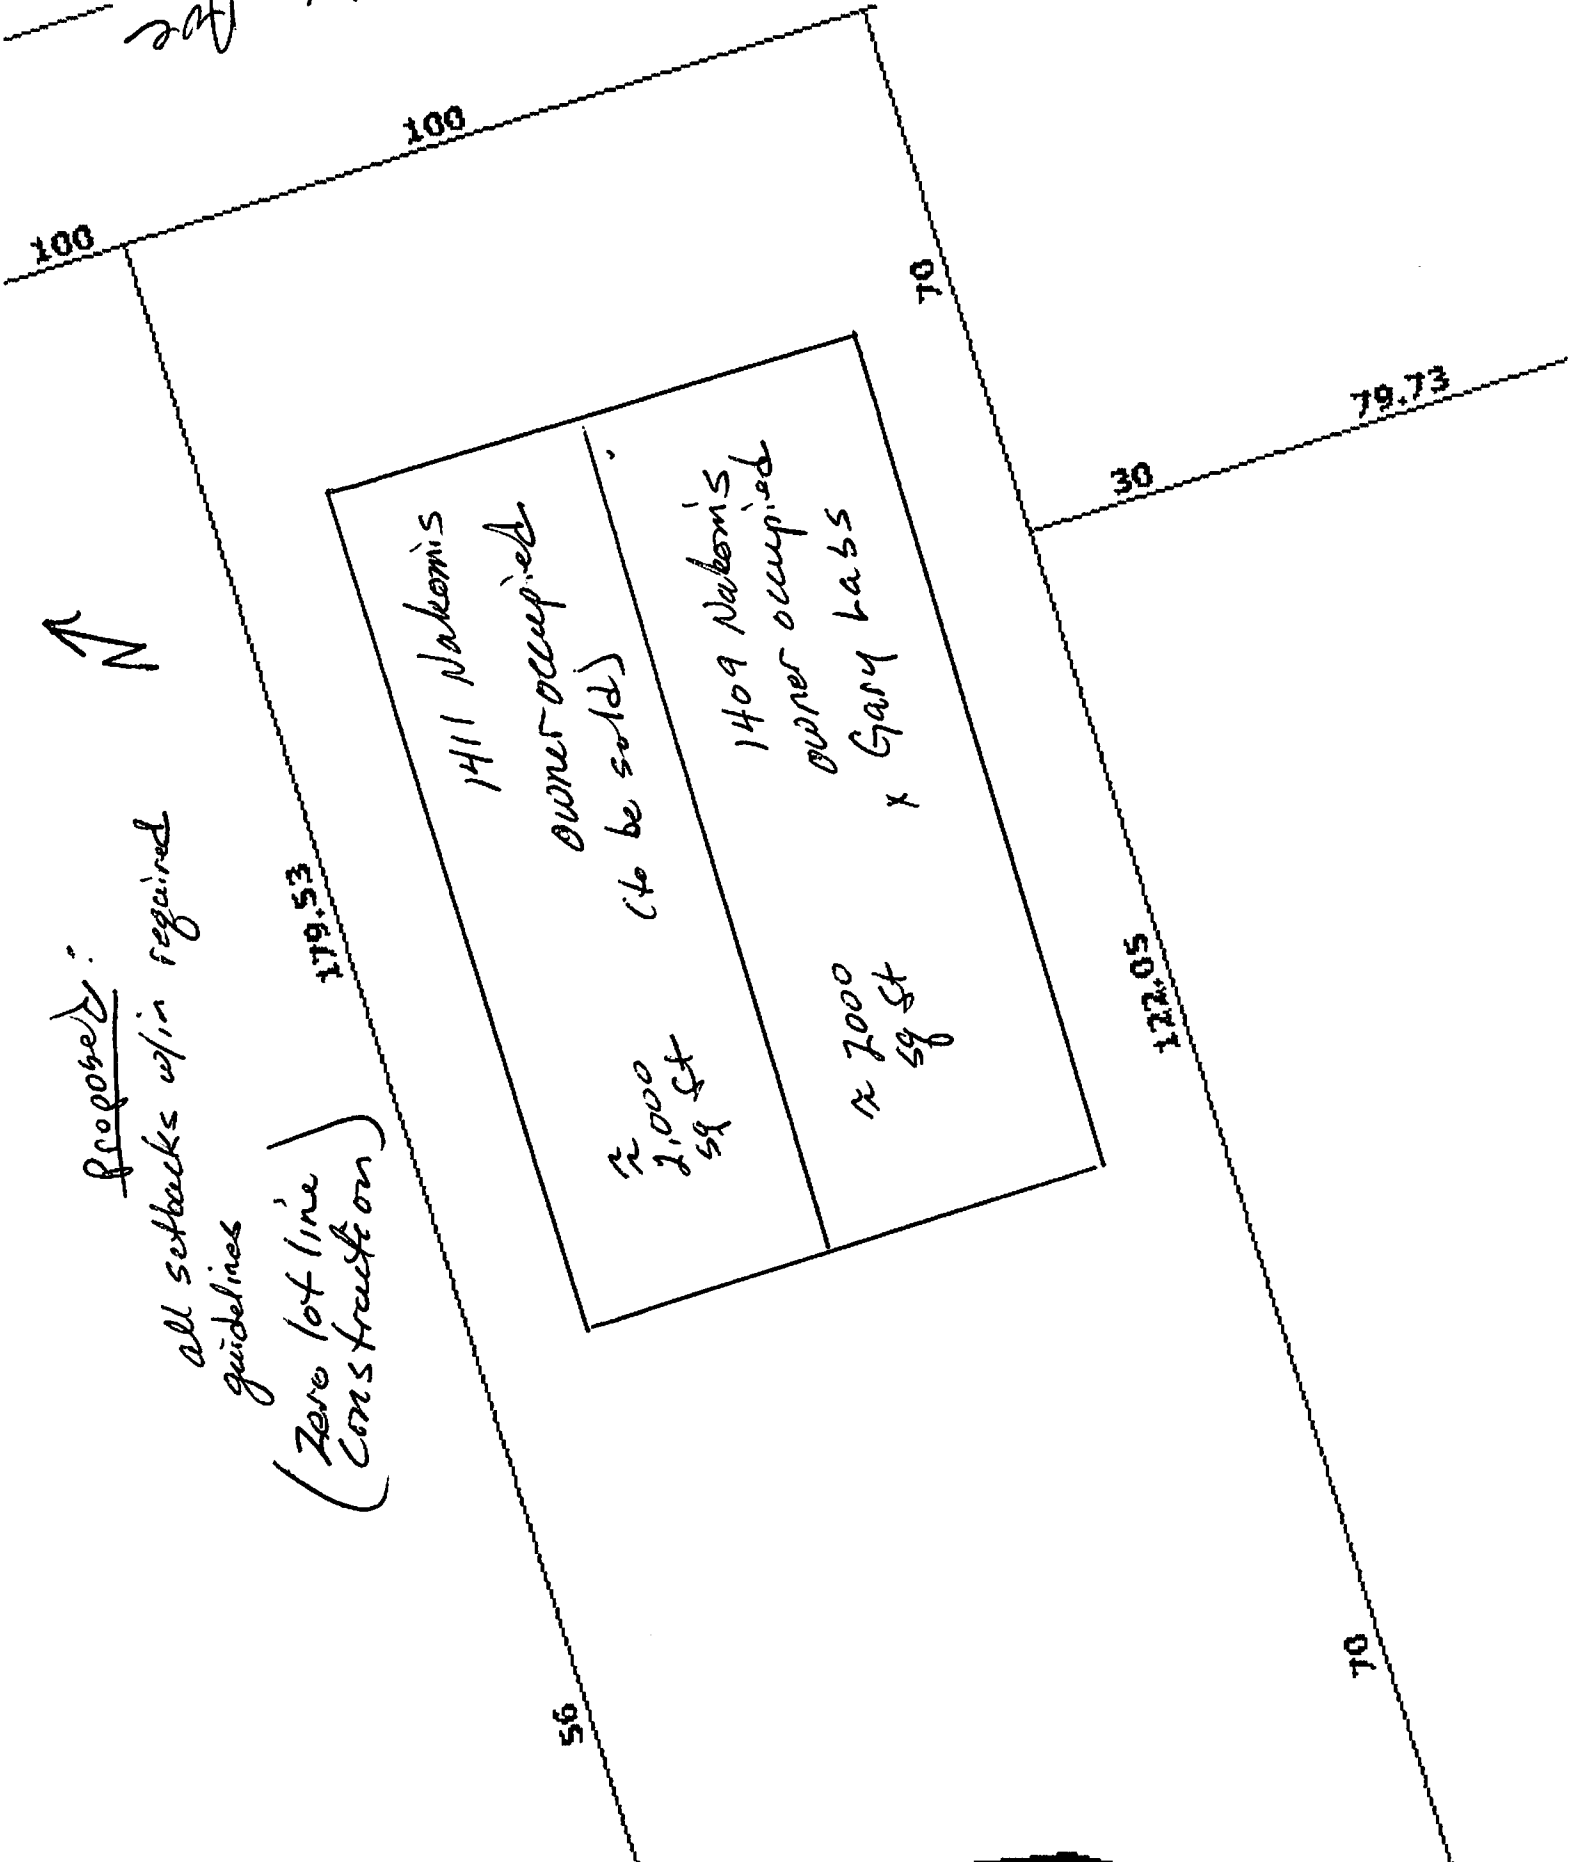 Ave
100
100
70
79.73
30
N
Proposed:
all setbacks w/in required
guidelines
(Zero lot line
Construction)
179.53
1411 Nakomis
owner-occupied
(to be sold)
≈
2,000
sq ft
1409 Nakomis
owner occupied
x Gary Lass
≈ 2000
sq ft
122.05
56
70